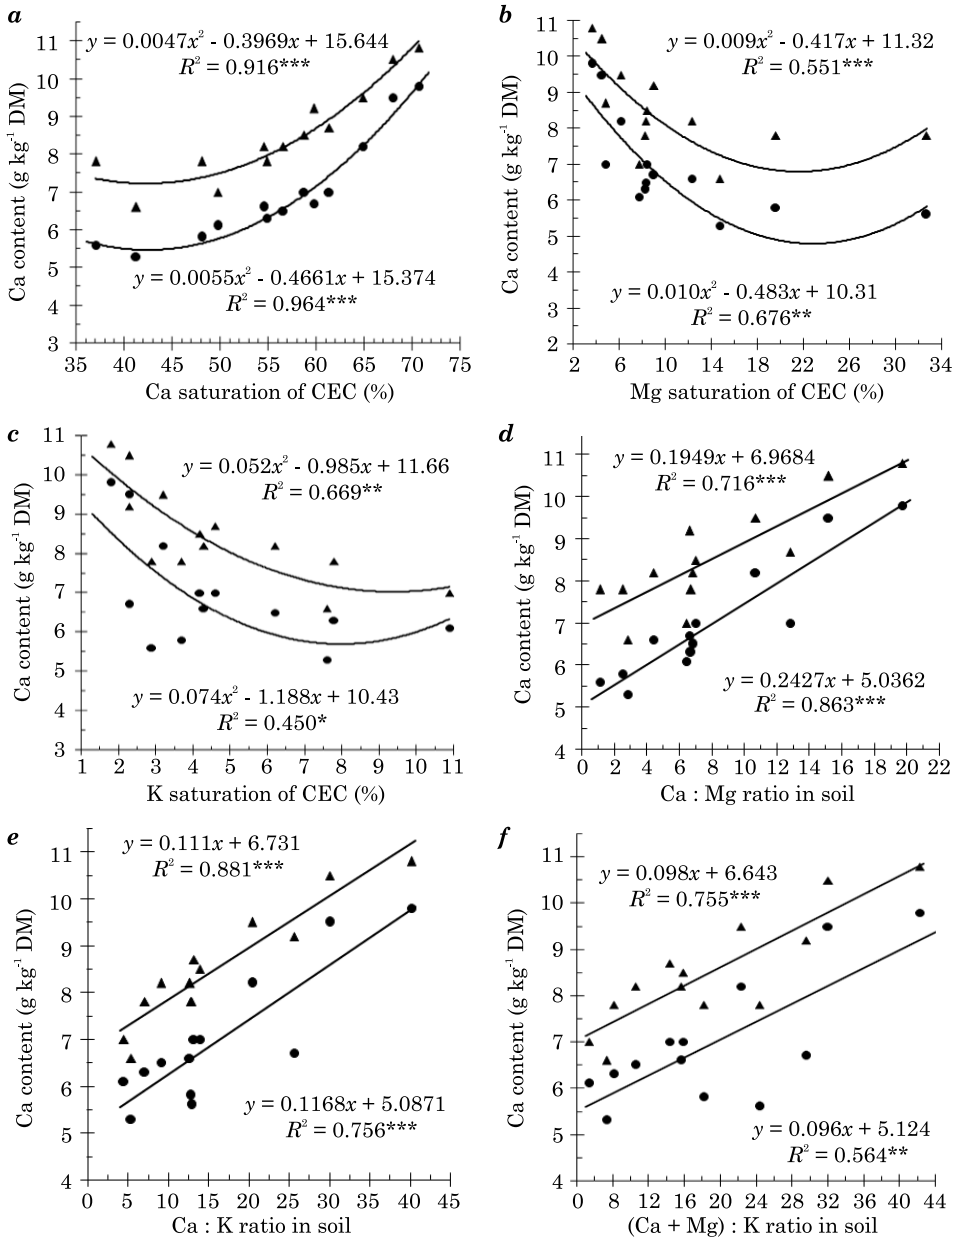 a
y = 0.0047x² - 0.3969x + 15.644
R² = 0.916***
11
10
9
8
7
6
5
4
3
Ca content (g kg⁻¹ DM)
y = 0.0055x² - 0.4661x + 15.374
R² = 0.964***
35 40 45 50 55 60 65 70 75
Ca saturation of CEC (%)
b
y = 0.009x² - 0.417x + 11.32
R² = 0.551***
11
10
9
8
7
6
5
4
3
2
Ca content (g kg⁻¹ DM)
y = 0.010x² - 0.483x + 10.31
R² = 0.676**
2 6 10 14 18 22 26 30 34
Mg saturation of CEC (%)
c
y = 0.052x² - 0.985x + 11.66
R² = 0.669**
11
10
9
8
7
6
5
4
3
Ca content (g kg⁻¹ DM)
y = 0.074x² - 1.188x + 10.43
R² = 0.450*
1 2 3 4 5 6 7 8 9 10 11
K saturation of CEC (%)
d
y = 0.1949x + 6.9684
R² = 0.716***
11
10
9
8
7
6
5
4
Ca content (g kg⁻¹ DM)
y = 0.2427x + 5.0362
R² = 0.863***
0 2 4 6 8 10 12 14 16 18 20 22
Ca : Mg ratio in soil
e
y = 0.111x + 6.731
R² = 0.881***
11
10
9
8
7
6
5
4
Ca content (g kg⁻¹ DM)
y = 0.1168x + 5.0871
R² = 0.756***
0 5 10 15 20 25 30 35 40 45
Ca : K ratio in soil
f
y = 0.098x + 6.643
R² = 0.755***
11
10
9
8
7
6
5
4
Ca content (g kg⁻¹ DM)
y = 0.096x + 5.124
R² = 0.564**
0 4 8 12 16 20 24 28 32 36 40 44
(Ca + Mg) : K ratio in soil